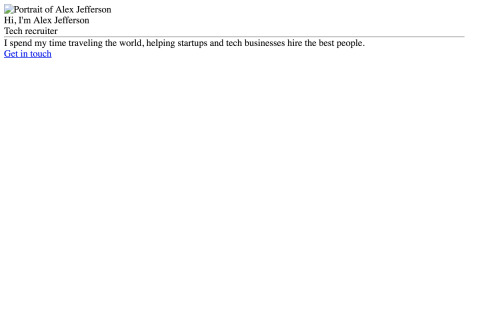 Portrait of Alex Jefferson
Hi, I'm Alex Jefferson
Tech recruiter
I spend my time traveling the world, helping startups and tech businesses hire the best people.
Get in touch